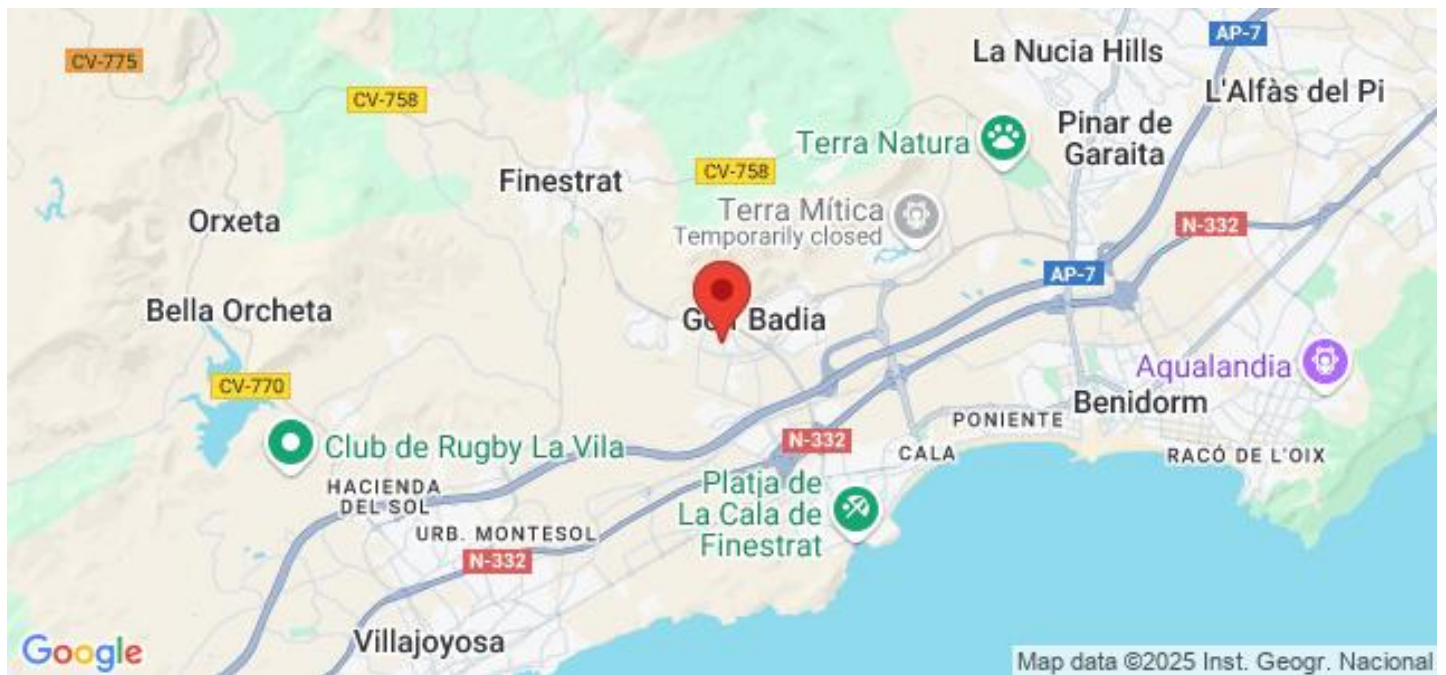 La Nucia Hills
AP-7
CV-775
L'Alfàs del Pi
CV-758
Pinar de
Garaita
Terra Natura
CV-758
Finestrat
Terra Mítica
Temporarily closed
Orxeta
N-332
AP-7
Bella Orcheta
Badia
Aqualandia
CV-770
Benidorm
PONIENTE
N-332
Club de Rugby La Vila
CALA
RACÓ DE L'OIX
HACIENDA
DEL SOL
Platja de
La Cala de
Finestrat
URB. MONTESOL
N-332
Villajoyosa
Google
Map data ©2025 Inst. Geogr. Nacional